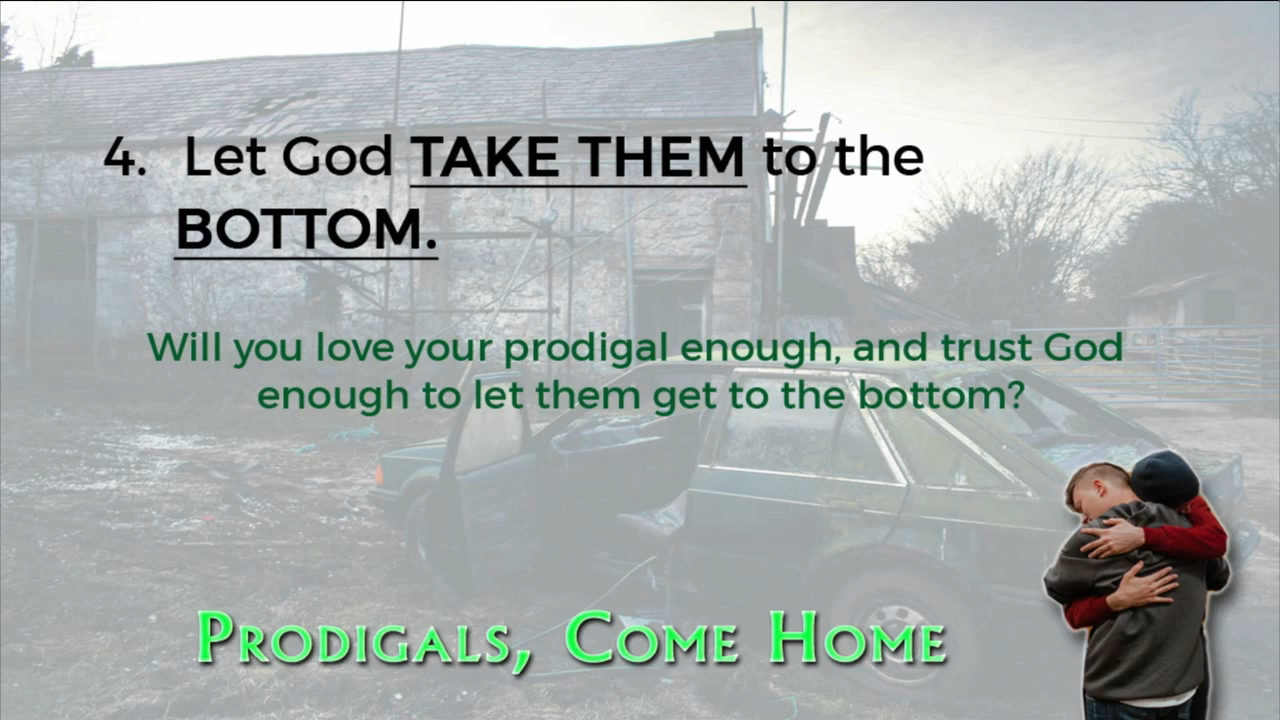 4. Let God TAKE THEM to the
BOTTOM.
Will you love your prodigal enough, and trust God
enough to let them get to the bottom?
Prodigals, Come Home